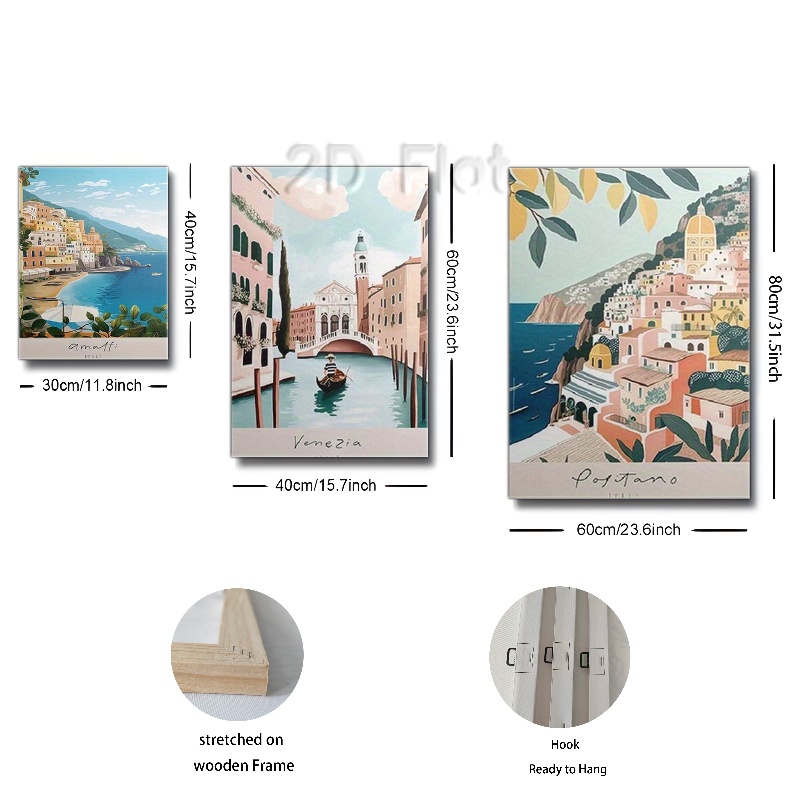 2D Flat
40cm/15.7inch
30cm/11.8inch
amalfi
60cm/23.6inch
40cm/15.7inch
Venezia
80cm/31.5inch
60cm/23.6inch
Positano
ITALY
stretched on
wooden Frame
Hook
Ready to Hang